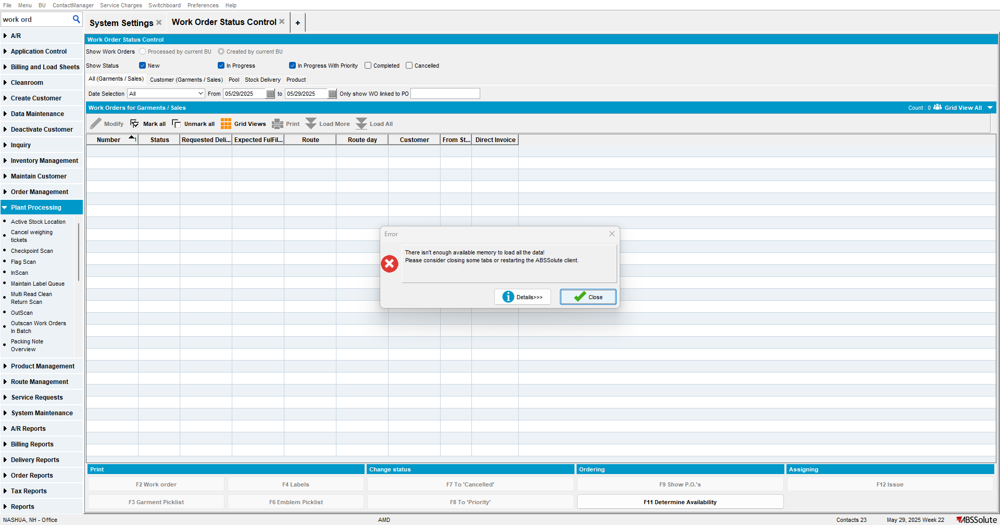 File Menu BU ContactManager Service Charges Switchboard Preferences Help
work ord
System Settings
Work Order Status Control
+
A/R
Application Control
Billing and Load Sheets
Cleanroom
Create Customer
Data Maintenance
Deactivate Customer
Inquiry
Inventory Management
Maintain Customer
Order Management
Plant Processing
Active Stock Location
Cancel weighing
tickets
Checkpoint Scan
Flag Scan
InScan
Maintain Label Queue
Multi Read Clean
Return Scan
OutScan
Outscan Work Orders
In Batch
Packing Note
Overview
Product Management
Route Management
Service Requests
System Maintenance
A/R Reports
Billing Reports
Delivery Reports
Order Reports
Tax Reports
Reports
Work Order Status Control
Show Work Orders Processed by current BU Created by current BU
Show Status New In Progress In Progress With Priority Completed Cancelled
All (Garments / Sales) Customer (Garments / Sales) Pool Stock Delivery Product
Date Selection All From 05/29/2025 16 to 05/29/2025 16 Only show WO linked to PO
Work Orders for Garments / Sales Count : 0 Grid View All
Modify Mark all Unmark all Grid Views Print Load More Load All
Number 1 Status Requested Deli... Expected FulFil... Route Route day Customer From St... Direct Invoice
Error
There isn't enough available memory to load all the data!
Please consider closing some tabs or restarting the ABSSolute client.
Details>>> Close
Print Change status Ordering Assigning
F2 Work order F4 Labels F7 To 'Cancelled' F9 Show P.O.'s F12 Issue
F3 Garment Picklist F6 Emblem Picklist F8 To 'Priority' F11 Determine Availability
NASHUA, NH - Office AMD Contacts 23 May 29, 2025 Week 22 ABSSolute